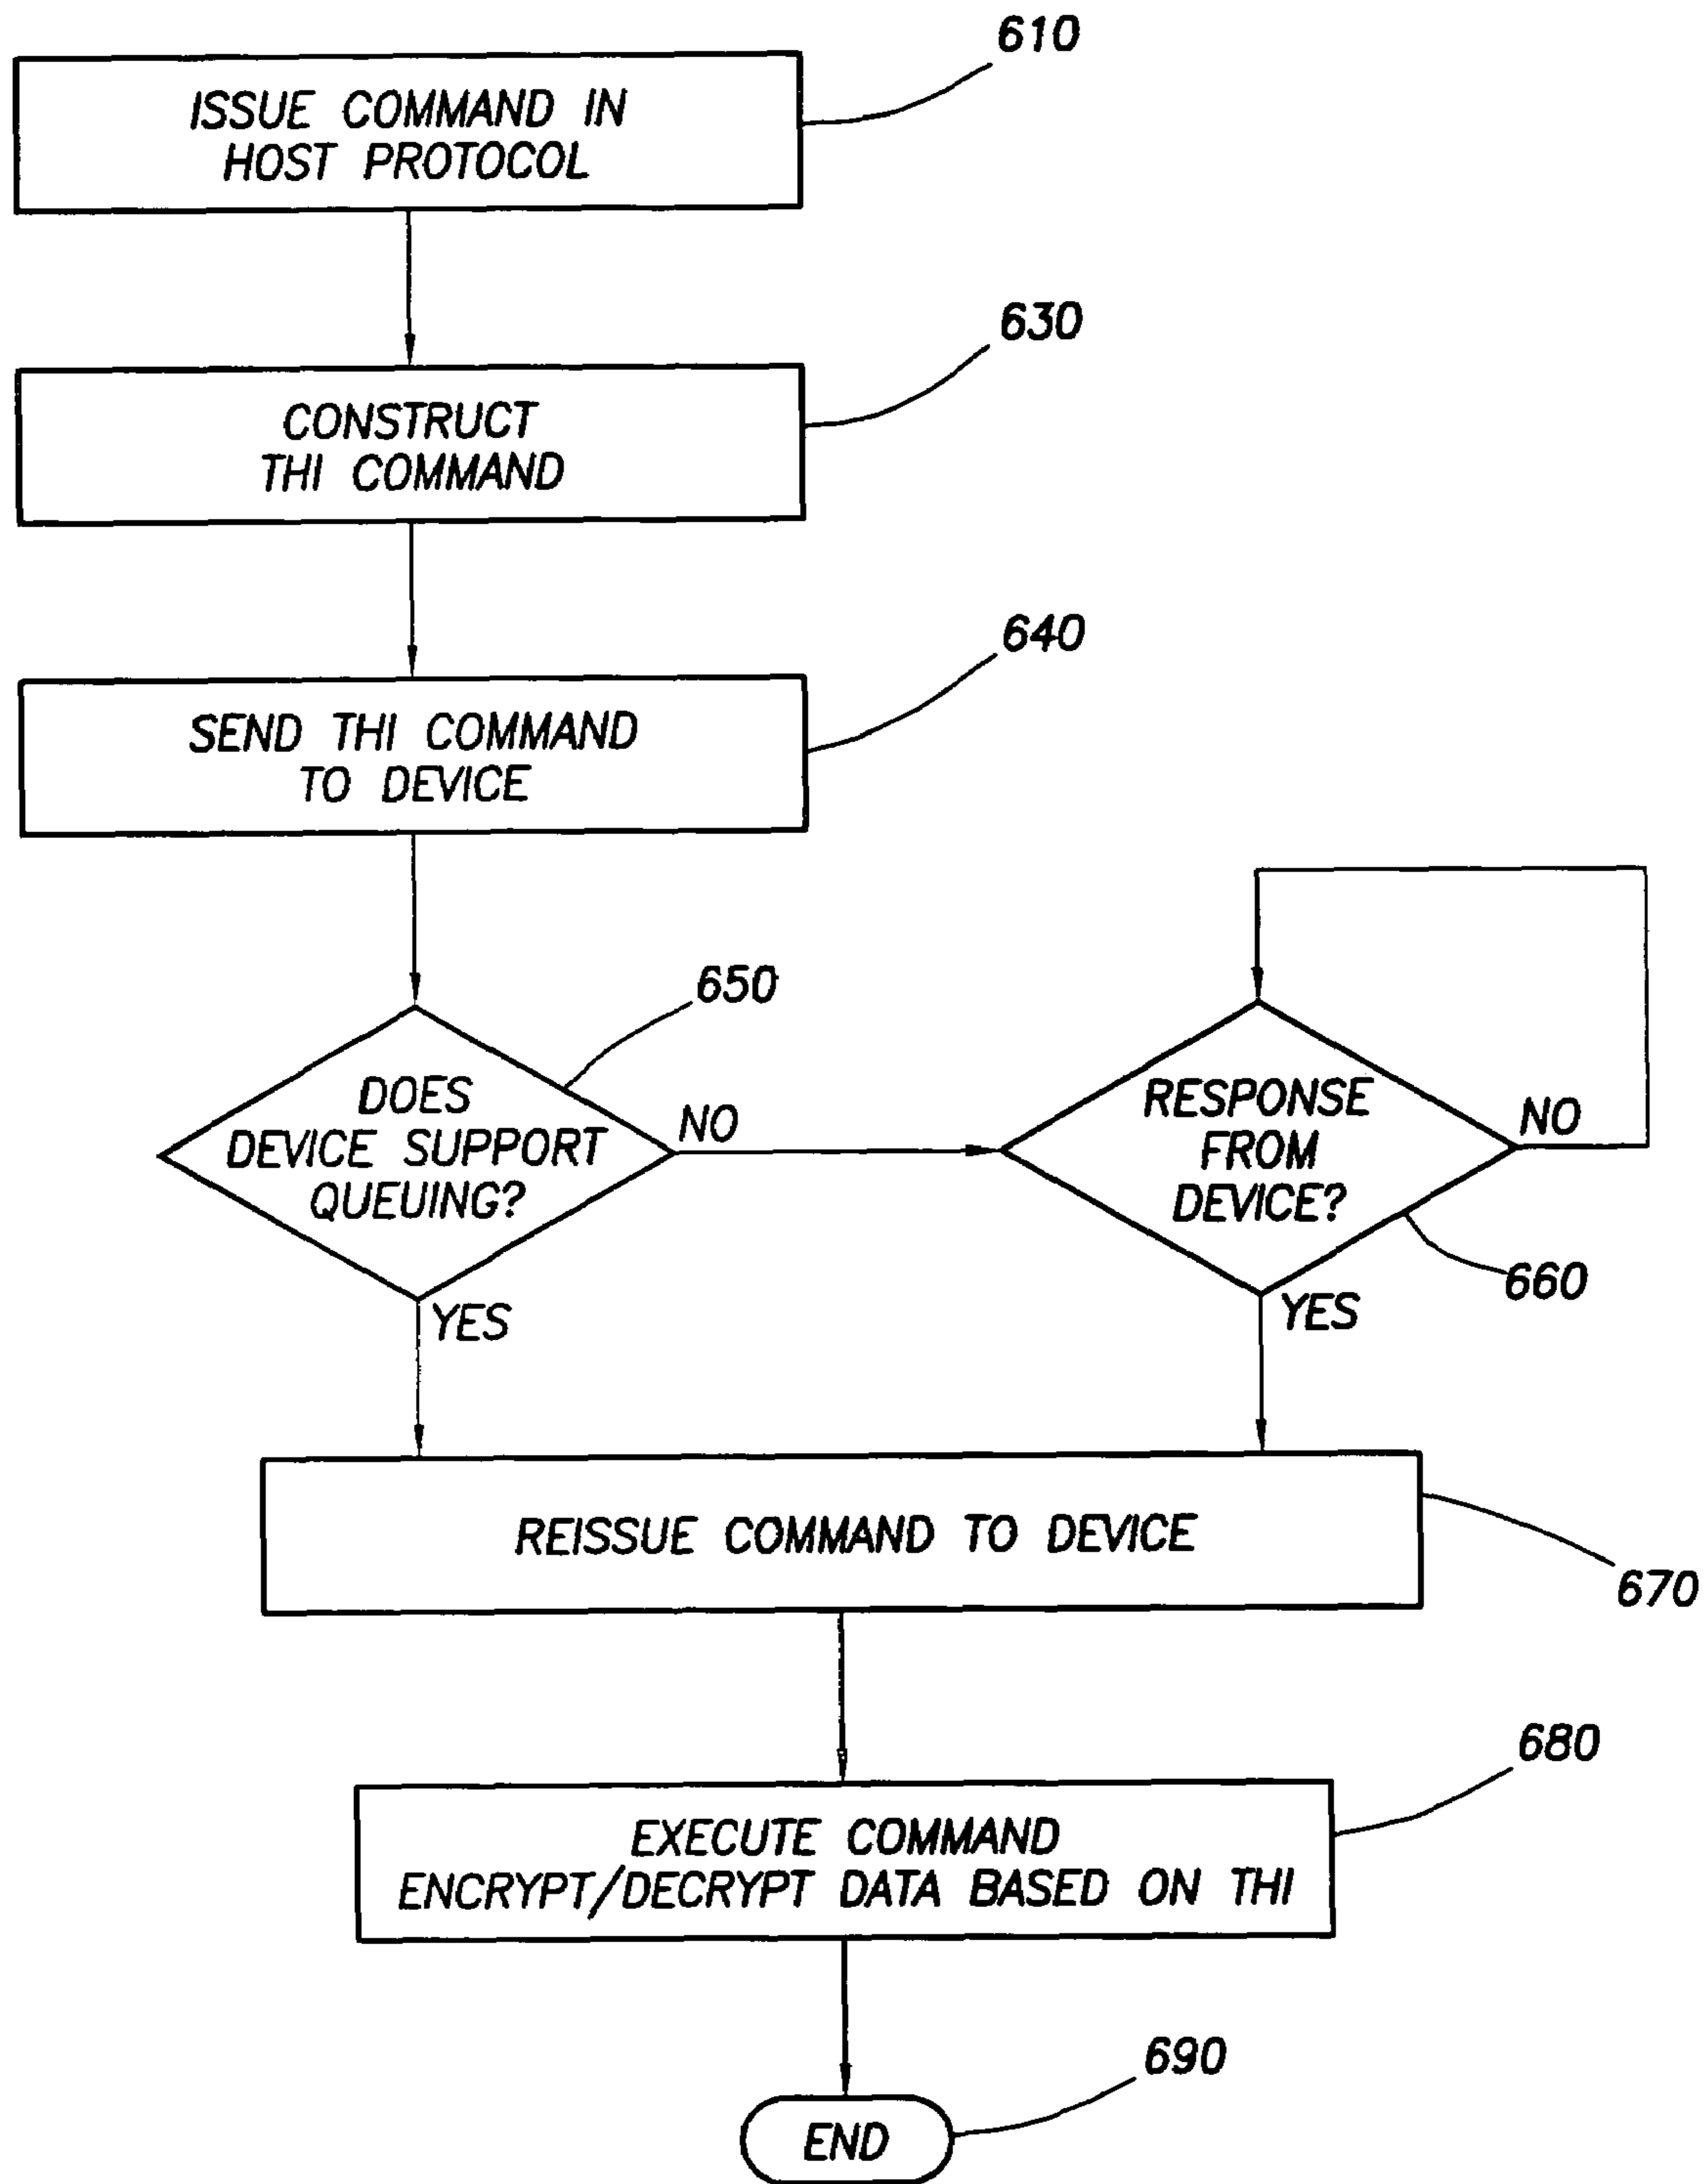 610
ISSUE COMMAND IN
HOST PROTOCOL
630
CONSTRUCT
THI COMMAND
640
SEND THI COMMAND
TO DEVICE
650
DOES
DEVICE SUPPORT
QUEUING?
NO
YES
RESPONSE
FROM
DEVICE?
NO
660
YES
REISSUE COMMAND TO DEVICE
670
680
EXECUTE COMMAND
ENCRYPT/DECRYPT DATA BASED ON THI
690
END